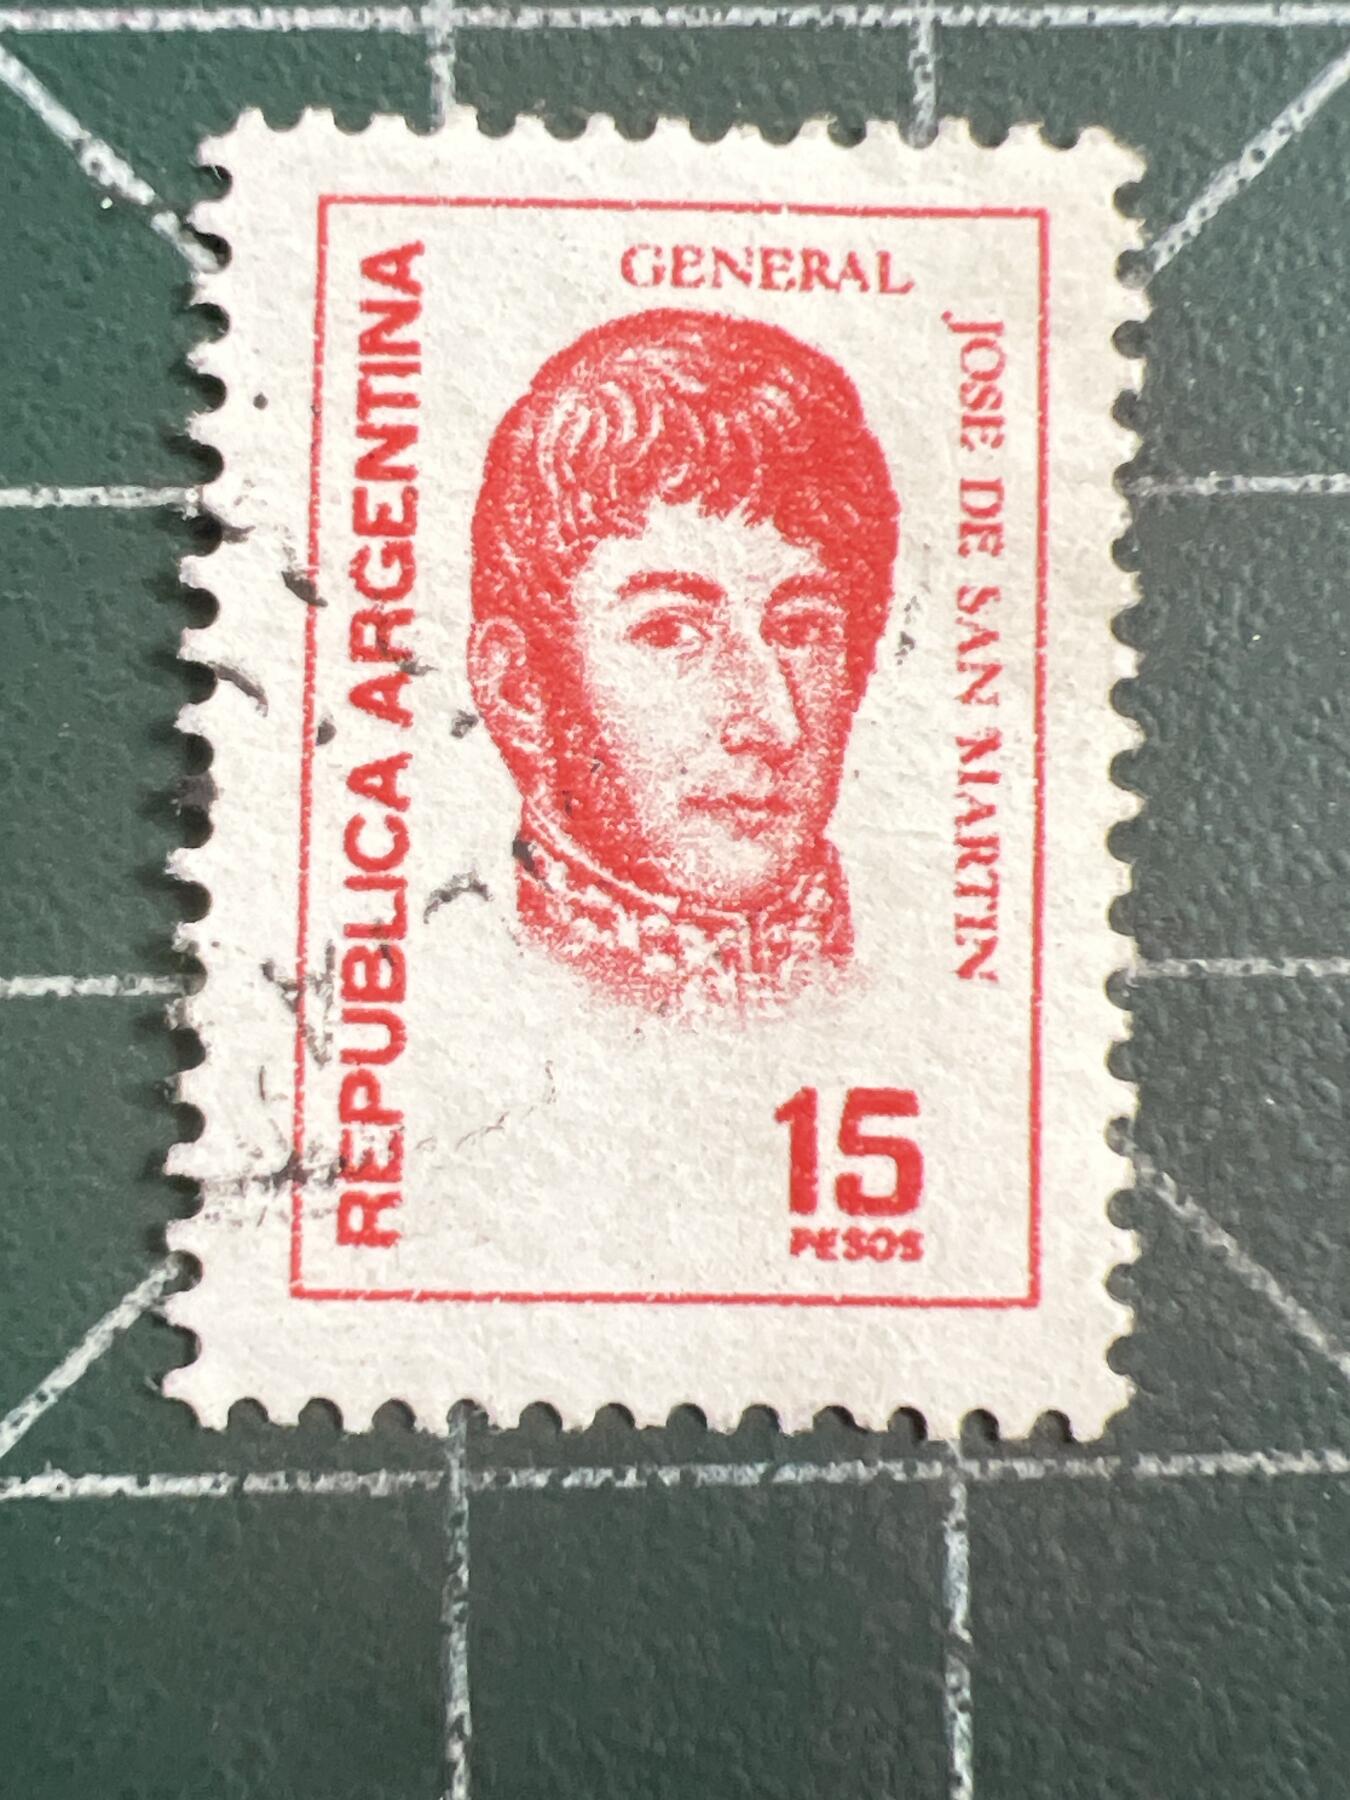 REPUBLICA ARGENTINA
GENERAL
JOSE DE SAN MARTIN
15
PESOS